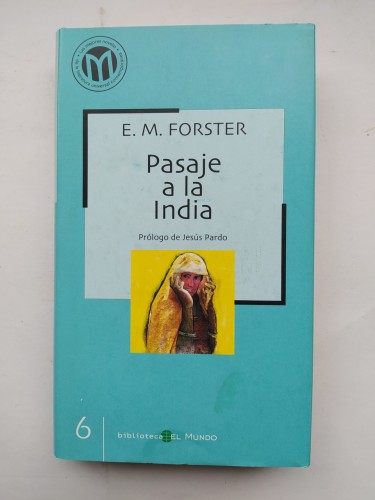 E. M. FORSTER
Pasaje
a la
India
Prólogo de Jesús Pardo
6
biblioteca EL MUNDO